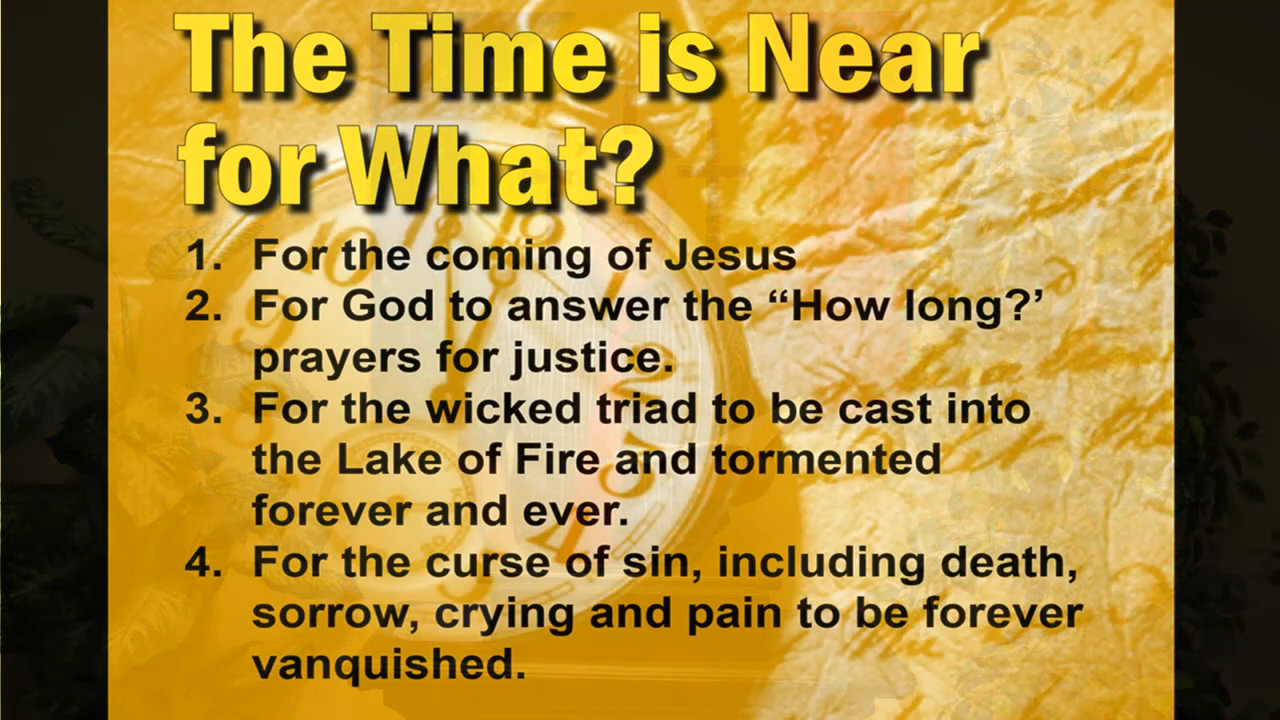 The Time is Near
for What?
1. For the coming of Jesus
2. For God to answer the “How long?’
prayers for justice.
3. For the wicked triad to be cast into
the Lake of Fire and tormented
forever and ever.
4. For the curse of sin, including death,
sorrow, crying and pain to be forever
vanquished.